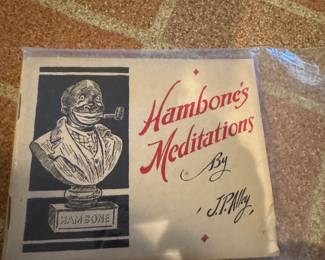 Hambone's
Meditations
By
J.P. Alley
HAMBONE